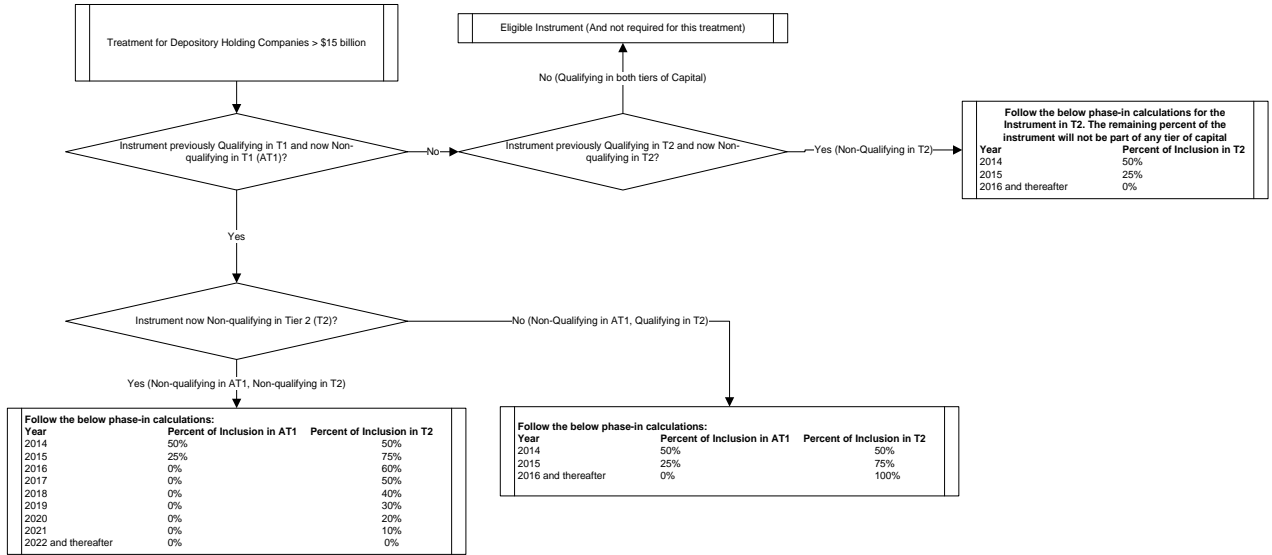 Treatment for Depository Holding Companies > $15 billion
Eligible Instrument (And not required for this treatment)
No (Qualifying in both tiers of Capital)
Instrument previously Qualifying in T1 and now Non-
qualifying in T1 (AT1)?
No
Instrument previously Qualifying in T2 and now Non-
qualifying in T2?
Yes (Non-Qualifying in T2)
Follow the below phase-in calculations for the
Instrument in T2. The remaining percent of the
instrument will not be part of any tier of capital
Year Percent of Inclusion in T2
2014 50%
2015 25%
2016 and thereafter 0%
Yes
Instrument now Non-qualifying in Tier 2 (T2)?
No (Non-Qualifying in AT1, Qualifying in T2)
Yes (Non-qualifying in AT1, Non-qualifying in T2)
Follow the below phase-in calculations:
Year Percent of Inclusion in AT1 Percent of Inclusion in T2
2014 50% 50%
2015 25% 75%
2016 0% 60%
2017 0% 50%
2018 0% 40%
2019 0% 30%
2020 0% 20%
2021 0% 10%
2022 and thereafter 0% 0%
Follow the below phase-in calculations:
Year Percent of Inclusion in AT1 Percent of Inclusion in T2
2014 50% 50%
2015 25% 75%
2016 and thereafter 0% 100%